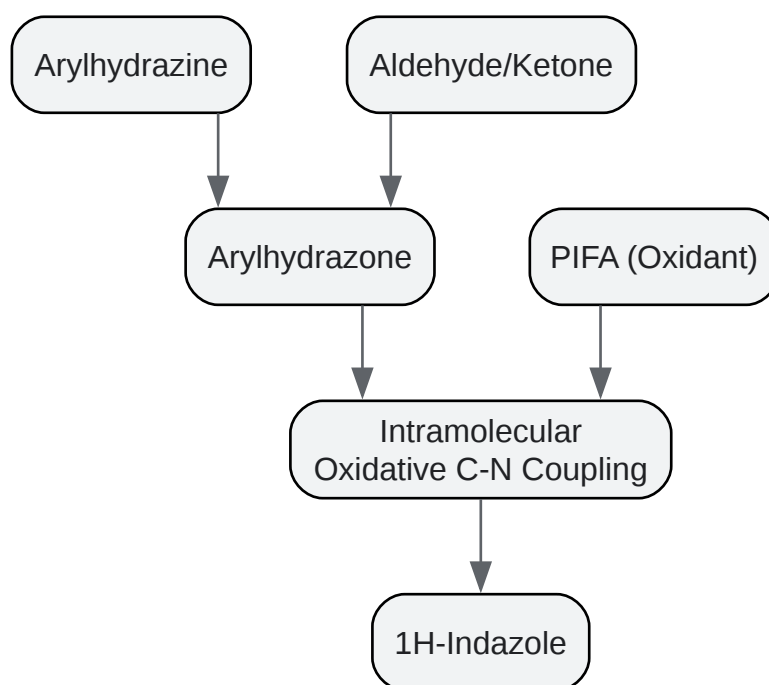 Arylhydrazine
Aldehyde/Ketone
Arylhydrazone
PIFA (Oxidant)
Intramolecular
Oxidative C-N Coupling
1H-Indazole